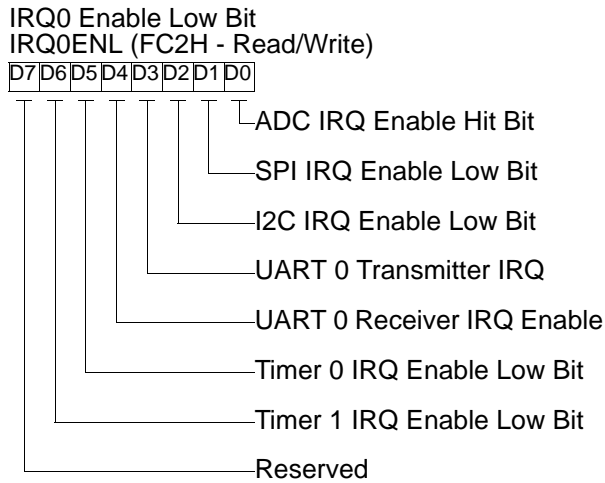 IRQ0 Enable Low Bit
IRQ0ENL (FC2H - Read/Write)
D7 D6 D5 D4 D3 D2 D1 D0
ADC IRQ Enable Hit Bit
SPI IRQ Enable Low Bit
I2C IRQ Enable Low Bit
UART 0 Transmitter IRQ
UART 0 Receiver IRQ Enable
Timer 0 IRQ Enable Low Bit
Timer 1 IRQ Enable Low Bit
Reserved